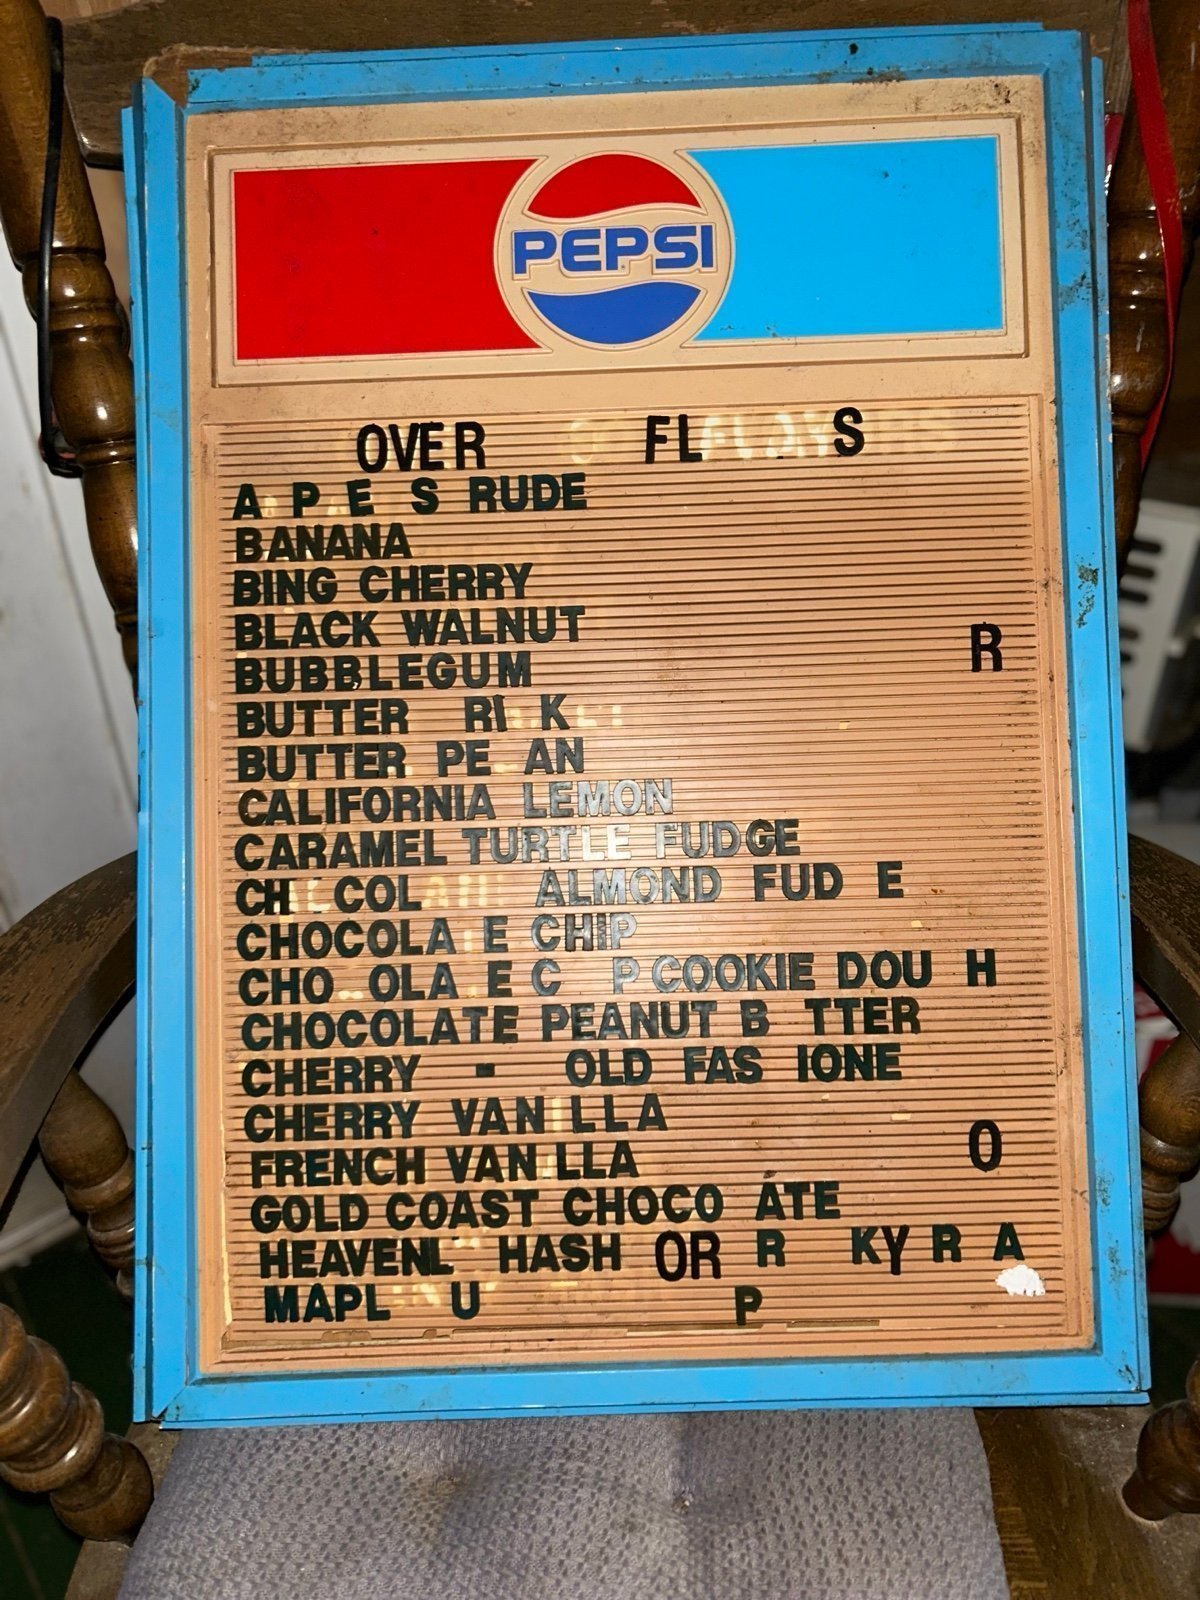 PEPSI
OVER FL S
A P E S RUDE
BANANA
BING CHERRY
BLACK WALNUT
R
BUBBLEGUM
BUTTER RI K
BUTTER PE AN
CALIFORNIA LEMON
CARAMEL TURTLE FUDGE
CH COL ALMOND FUD E
CHOCOLA E CHIP
CHO OLA E C P COOKIE DOU H
CHOCOLATE PEANUT B TTER
CHERRY - OLD FAS IONE
CHERRY VANILLA
O
FRENCH VAN LLA
GOLD COAST CHOCO ATE
HEAVENL HASH OR R KY R A
MAPL U P